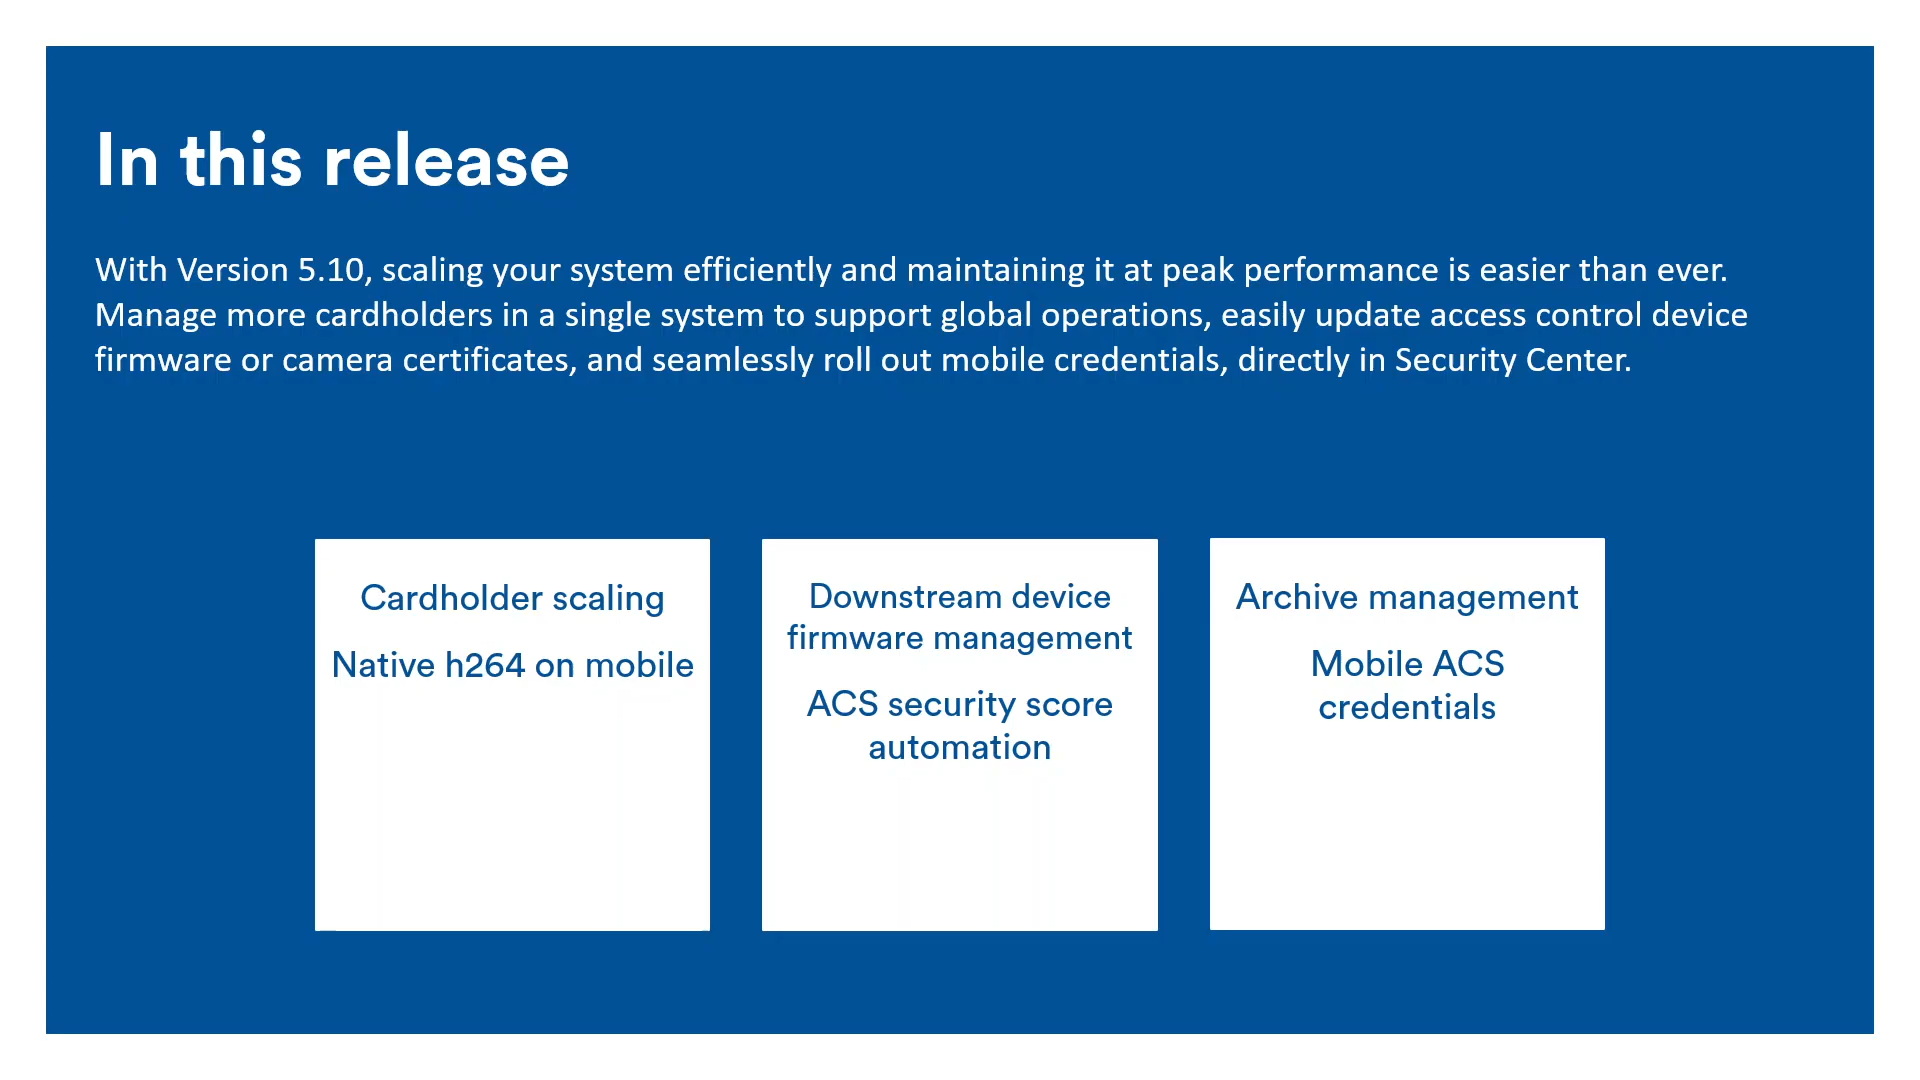 In this release
With Version 5.10, scaling your system efficiently and maintaining it at peak performance is easier than ever.
Manage more cardholders in a single system to support global operations, easily update access control device
firmware or camera certificates, and seamlessly roll out mobile credentials, directly in Security Center.
Cardholder scaling
Native h264 on mobile
Downstream device
firmware management
ACS security score
automation
Archive management
Mobile ACS
credentials